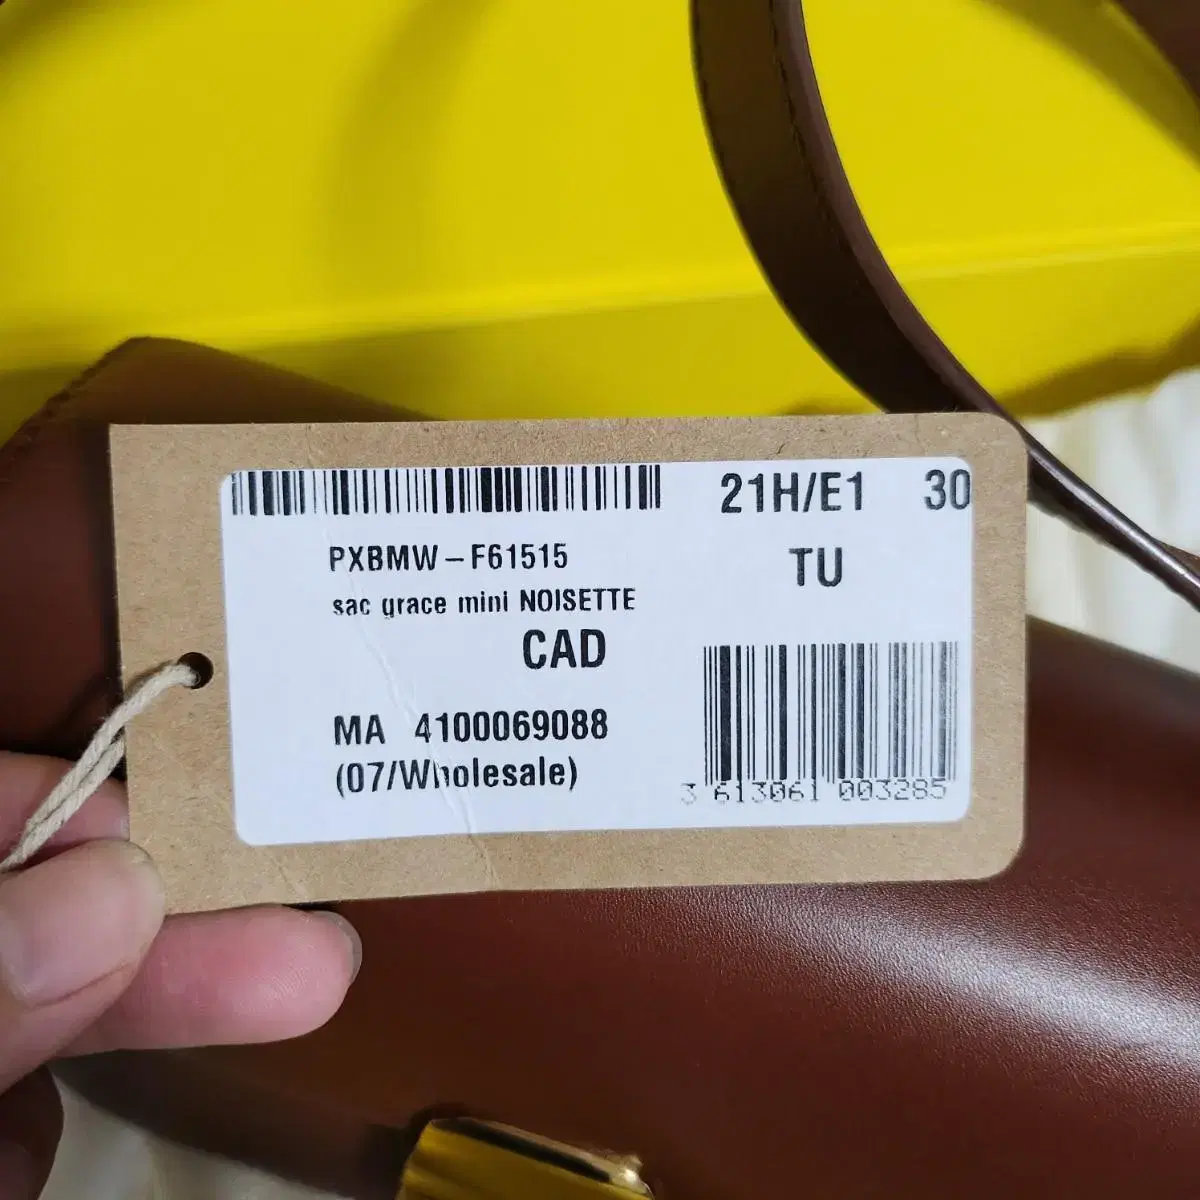 21H/E1 30
PXBMW-F61515
TU
sac grace mini NOISETTE
CAD
MA 4100069088
(07/Wholesale)
3 613061 003285